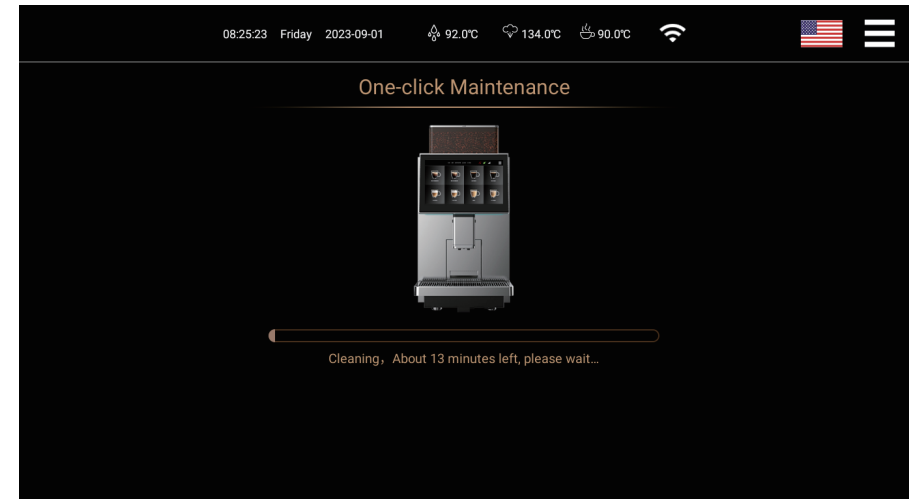 08:25:23 Friday 2023-09-01 92.0℃ 134.0℃ 90.0℃
One-click Maintenance
Cleaning，About 13 minutes left, please wait...